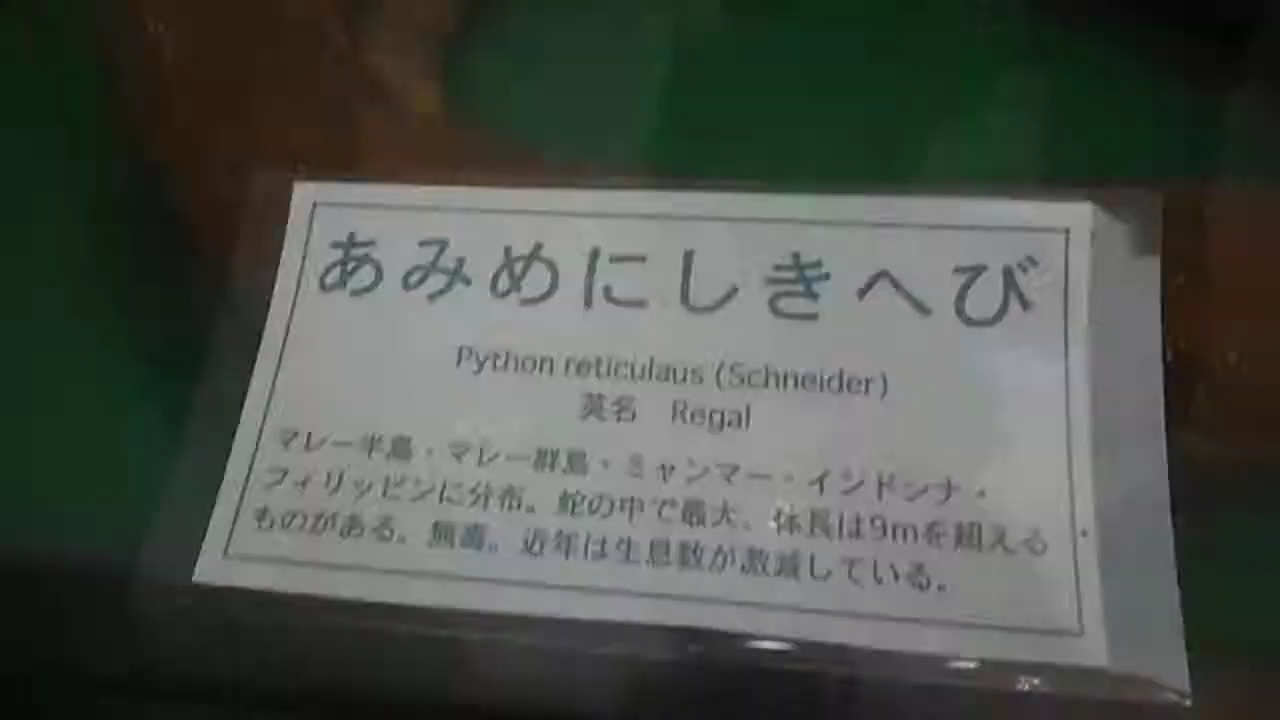 あみめにしきへび
Python reticulaus (Schneider)
英名 Regal
マレー半島・マレー群島・ミャンマー・インドシナ・
フィリッピンに分布。蛇の中で最大、体長は9mを超える
ものがある。無毒。近年は生息数が激減している。